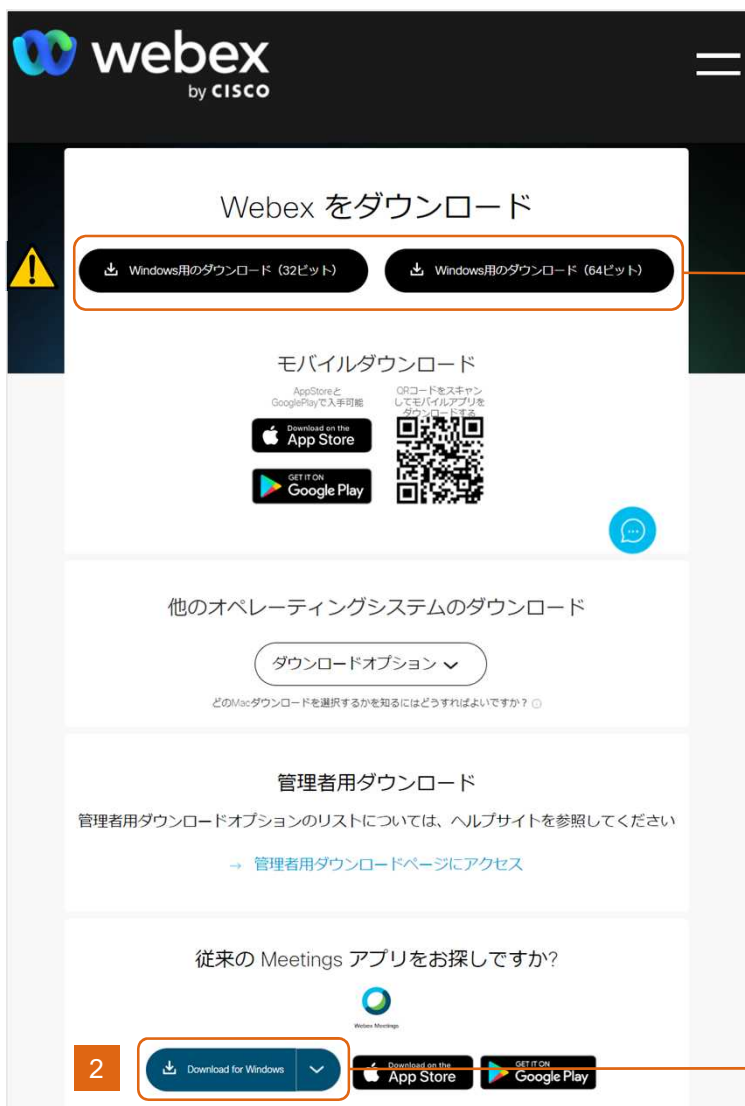 webex
by CISCO
Webex をダウンロード
Windows用のダウンロード（32ビット）
Windows用のダウンロード（64ビット）
モバイルダウンロード
AppStoreと
GooglePlayで入手可能
QRコードをスキャン
してモバイルアプリを
ダウンロードする
Download on the
App Store
GET IT ON
Google Play
他のオペレーティングシステムのダウンロード
ダウンロードオプション
どのMacダウンロードを選択するかを知るにはどうすればよいですか？
管理者用ダウンロード
管理者用ダウンロードオプションのリストについては、ヘルプサイトを参照してください
→ 管理者用ダウンロードページにアクセス
従来の Meetings アプリをお探しですか?
Webex Meetings
2
Download for Windows
Download on the
App Store
GET IT ON
Google Play